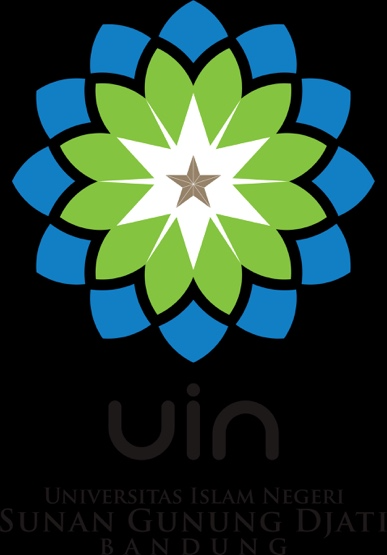 uin
UNIVERSITAS ISLAM NEGERI
SUNAN GUNUNG DJATI
BANDUNG